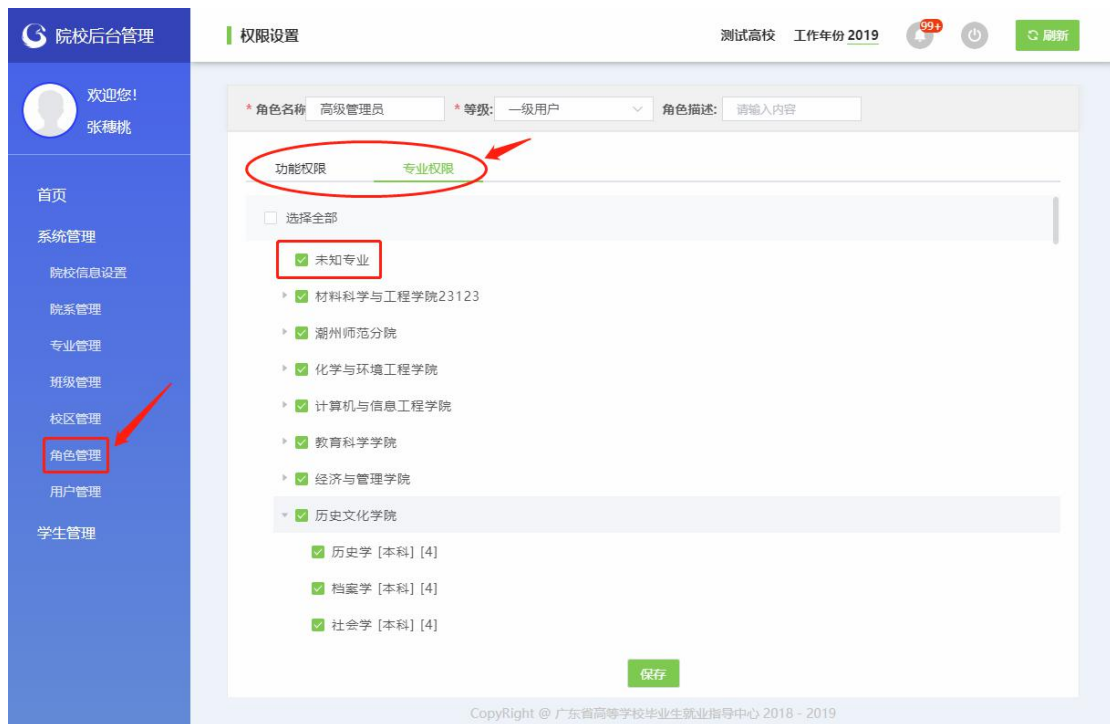 院校后台管理
权限设置
测试高校 工作年份 2019
99+
刷新
欢迎您!
张穗桃
* 角色名称 高级管理员 * 等级: 一级用户 角色描述: 请输入内容
功能权限 专业权限
首页
选择全部
系统管理
未知专业
院校信息设置
材料科学与工程学院23123
院系管理
潮州师范分院
专业管理
化学与环境工程学院
班级管理
计算机与信息工程学院
校区管理
教育科学学院
角色管理
经济与管理学院
用户管理
历史文化学院
学生管理
历史学 [本科] [4]
档案学 [本科] [4]
社会学 [本科] [4]
保存
CopyRight @ 广东省高等学校毕业生就业指导中心 2018 - 2019